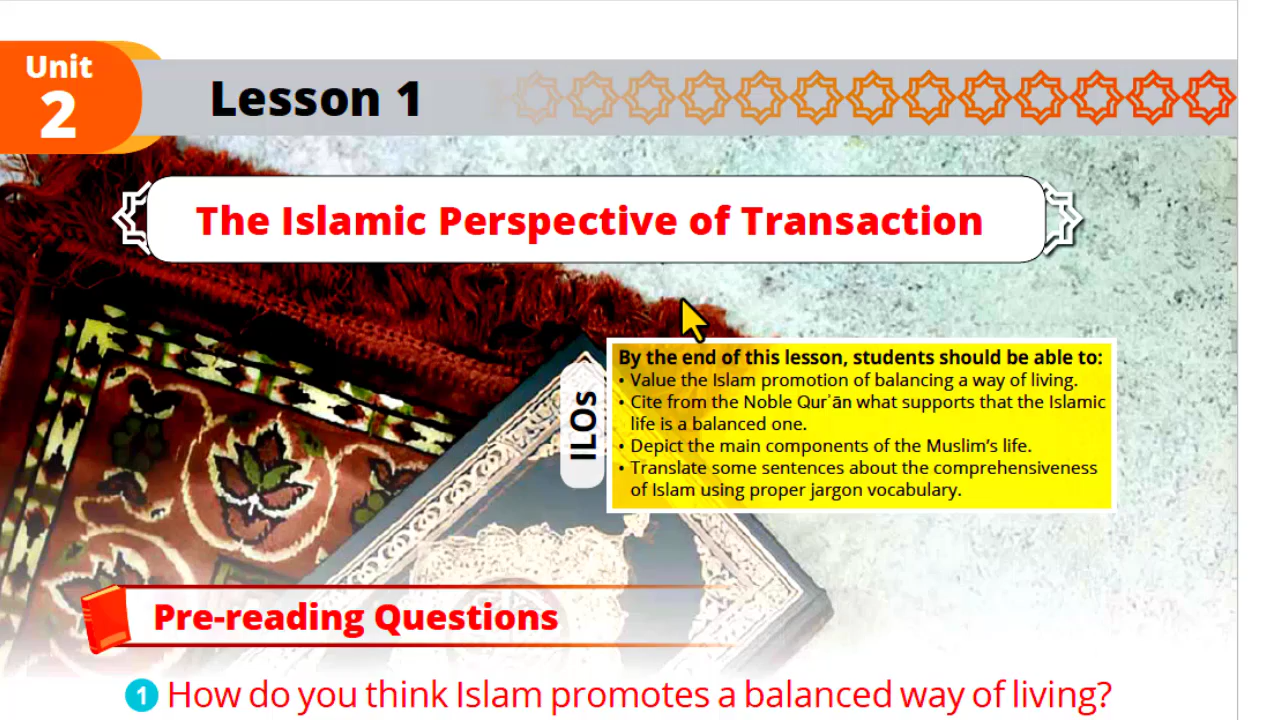 Unit
2
Lesson 1
The Islamic Perspective of Transaction
ILOs
By the end of this lesson, students should be able to:
• Value the Islam promotion of balancing a way of living.
• Cite from the Noble Qurʾān what supports that the Islamic
life is a balanced one.
• Depict the main components of the Muslim’s life.
• Translate some sentences about the comprehensiveness
of Islam using proper jargon vocabulary.
Pre-reading Questions
1 How do you think Islam promotes a balanced way of living?